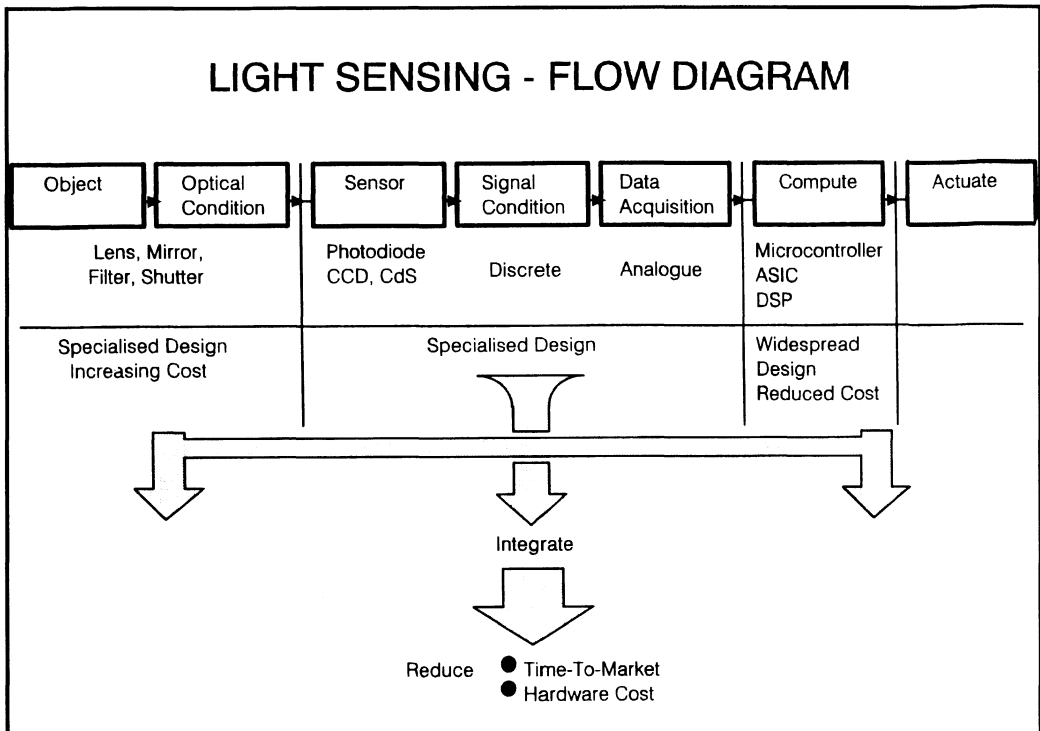 LIGHT SENSING - FLOW DIAGRAM
Object
Optical
Condition
Sensor
Signal
Condition
Data
Acquisition
Compute
Actuate
Lens, Mirror,
Filter, Shutter
Photodiode
CCD, CdS
Discrete
Analogue
Microcontroller
ASIC
DSP
Specialised Design
Increasing Cost
Specialised Design
Widespread
Design
Reduced Cost
Integrate
Reduce
● Time-To-Market
● Hardware Cost